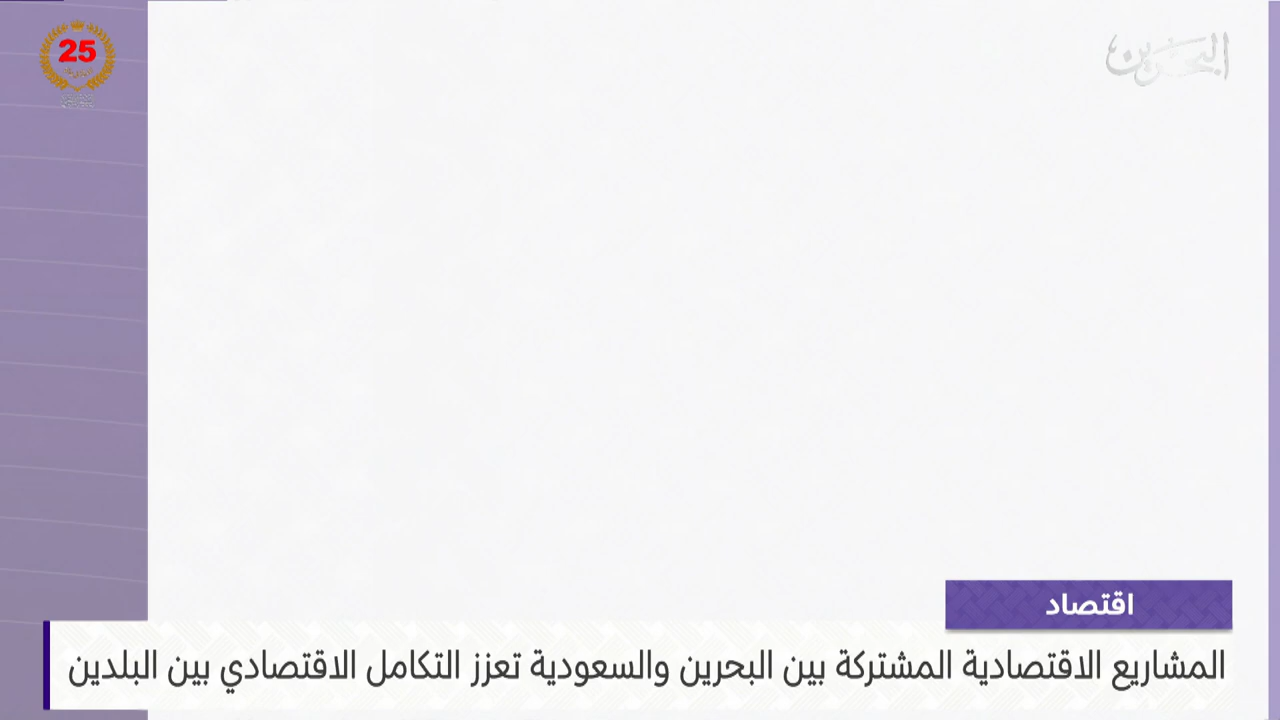 البحرين
25
اقتصاد
المشاريع الاقتصادية المشتركة بين البحرين والسعودية تعزز التكامل الاقتصادي بين البلدين